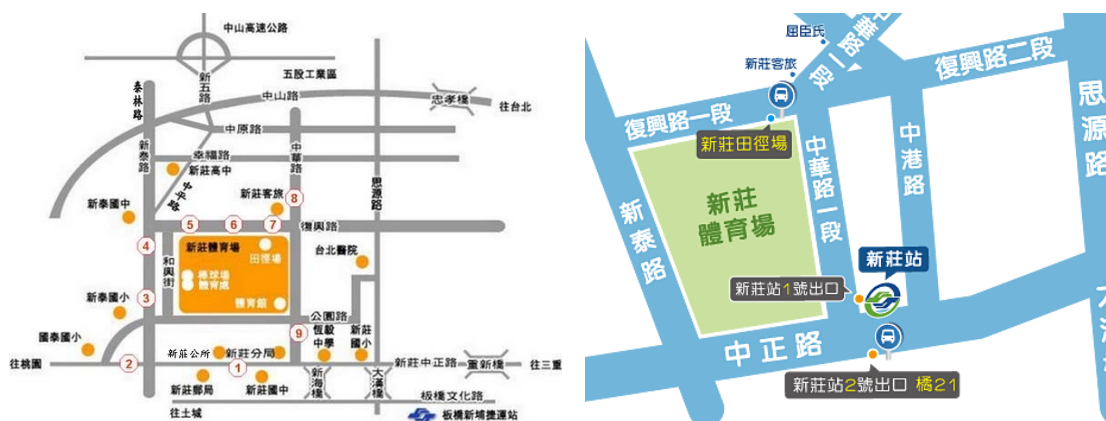 中山高速公路
新五路
五股工業區
泰林路
中山路
忠孝橋
往台北
中原路
新泰路
幸福路
新莊高中
中平路
中華路
思源路
新莊客旅
8
新泰國中
5
6
7
復興路
4
和興街
新莊體育場
田徑場
棒球場
體育處
體育館
台北醫院
新泰國小
3
公園路
國泰國小
9
恆毅中學
新莊國小
往桃園
2
新莊公所
新莊分局
1
新莊中正路
重新橋
往三重
新莊郵局
新莊國中
新海橋
大漢橋
板橋文化路
往土城
板橋新埔捷運站
屈臣氏
中華路二段
新莊客旅
復興路二段
復興路一段
新莊田徑場
思源路
中港路
中華路一段
新莊體育場
新泰路
新莊站
新莊站1號出口
中正路
新莊站2號出口 橘21